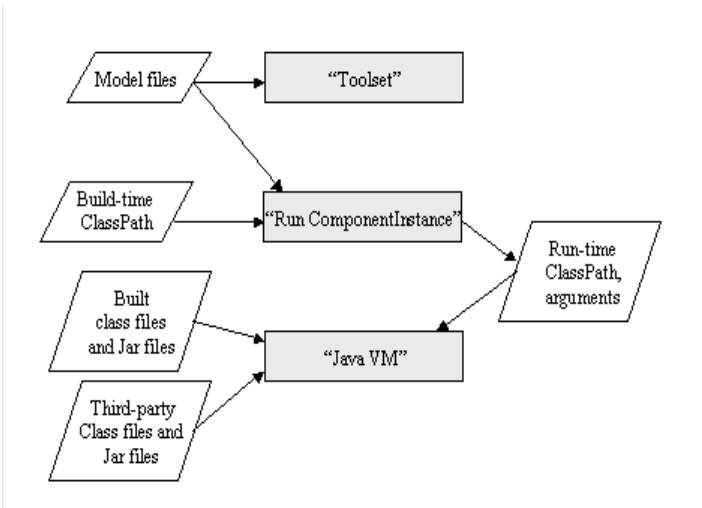 Model files
“Toolset”
Build-time
ClassPath
“Run ComponentInstance”
Run-time
ClassPath,
arguments
Built
class files
and Jar files
“Java VM”
Third-party
Class files and
Jar files